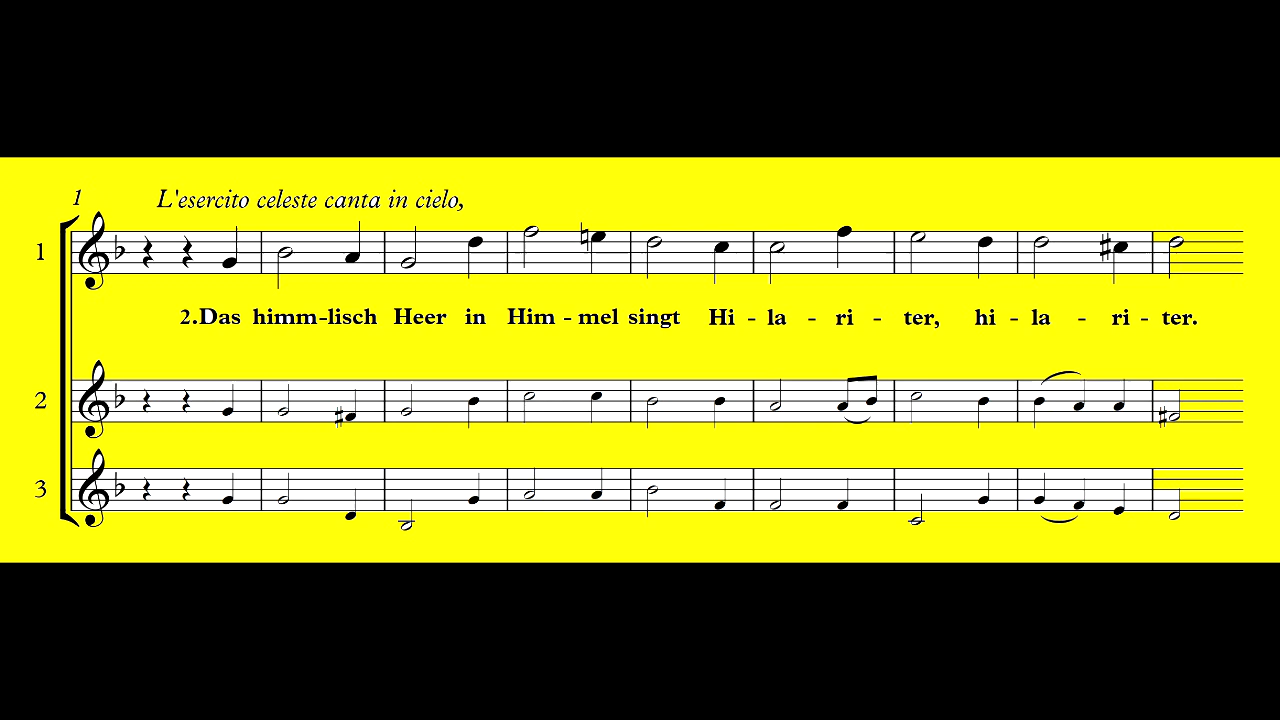 1
L'esercito celeste canta in cielo,
1
2.Das himm-lisch Heer in Him - mel singt Hi - la - ri - ter, hi - la - ri - ter.
2
3